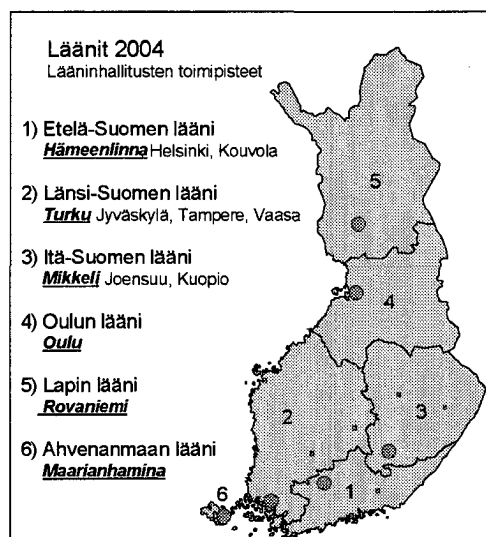 Läänit 2004
Lääninhallitusten toimipisteet
1) Etelä-Suomen lääni
Hämeenlinna Helsinki, Kouvola
2) Länsi-Suomen lääni
Turku Jyväskylä, Tampere, Vaasa
3) Itä-Suomen lääni
Mikkeli Joensuu, Kuopio
4) Oulun lääni
Oulu
5) Lapin lääni
Rovaniemi
6) Ahvenanmaan lääni
Maarianhamina
5
4
3
2
1
6